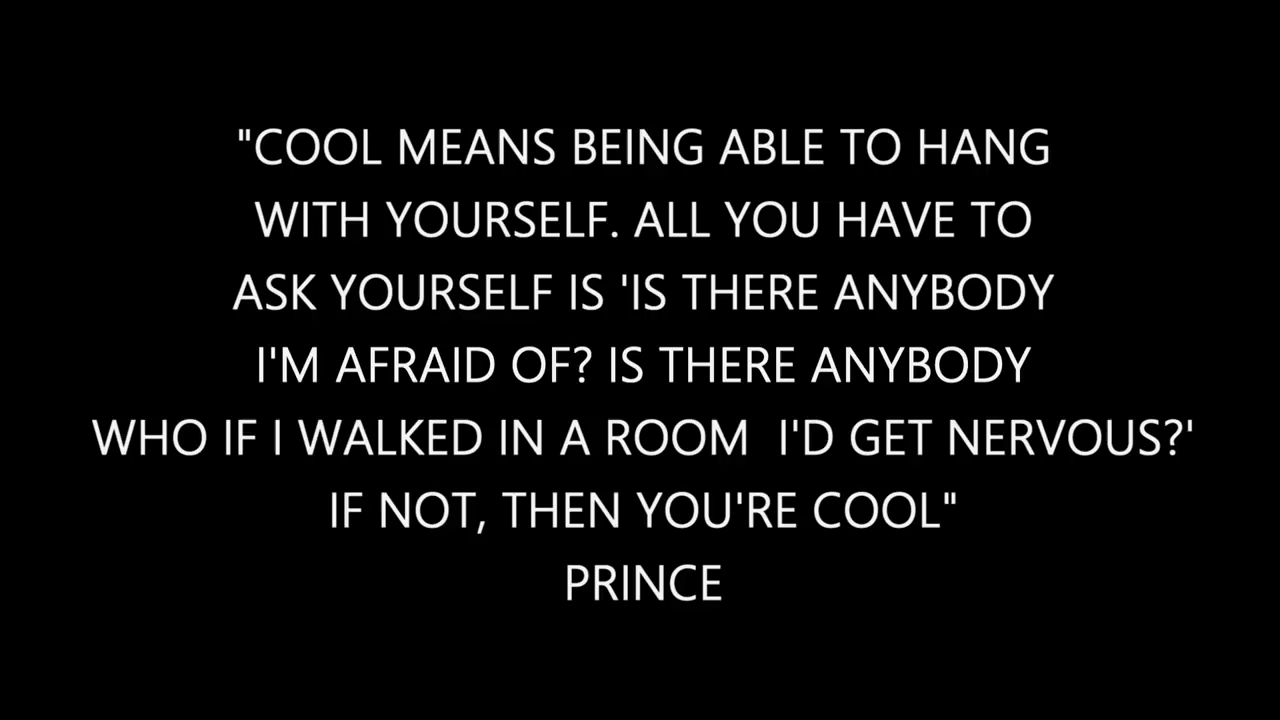 "COOL MEANS BEING ABLE TO HANG
WITH YOURSELF. ALL YOU HAVE TO
ASK YOURSELF IS 'IS THERE ANYBODY
I'M AFRAID OF? IS THERE ANYBODY
WHO IF I WALKED IN A ROOM  I'D GET NERVOUS?'
IF NOT, THEN YOU'RE COOL"
PRINCE